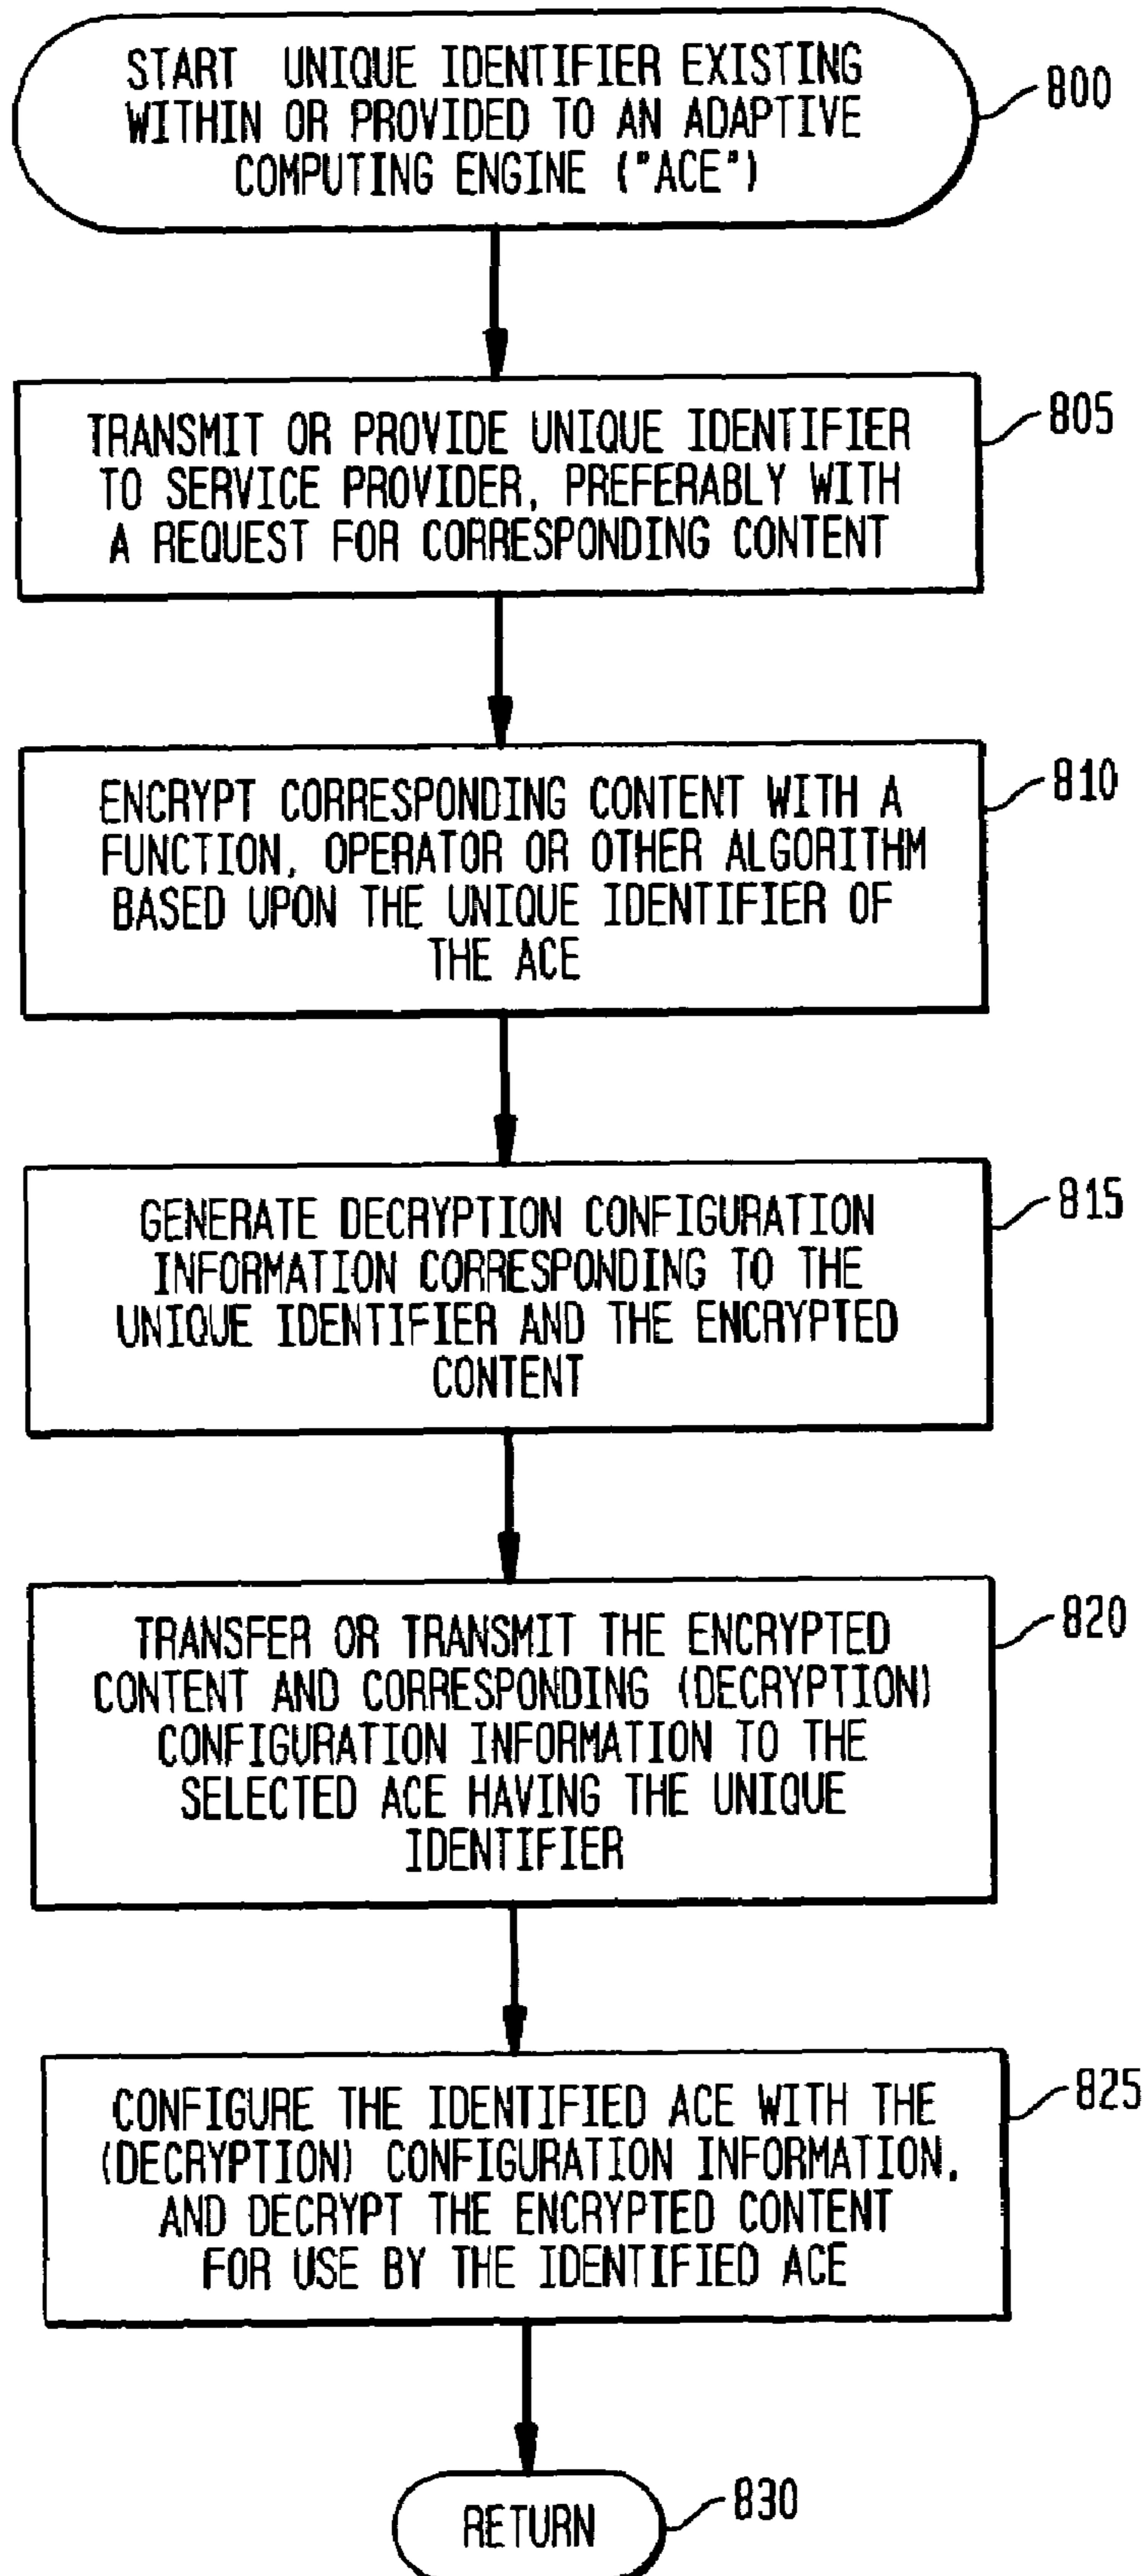 START UNIQUE IDENTIFIER EXISTING
WITHIN OR PROVIDED TO AN ADAPTIVE
COMPUTING ENGINE ("ACE")
800
TRANSMIT OR PROVIDE UNIQUE IDENTIFIER
TO SERVICE PROVIDER, PREFERABLY WITH
A REQUEST FOR CORRESPONDING CONTENT
805
ENCRYPT CORRESPONDING CONTENT WITH A
FUNCTION, OPERATOR OR OTHER ALGORITHM
BASED UPON THE UNIQUE IDENTIFIER OF
THE ACE
810
GENERATE DECRYPTION CONFIGURATION
INFORMATION CORRESPONDING TO THE
UNIQUE IDENTIFIER AND THE ENCRYPTED
CONTENT
815
TRANSFER OR TRANSMIT THE ENCRYPTED
CONTENT AND CORRESPONDING (DECRYPTION)
CONFIGURATION INFORMATION TO THE
SELECTED ACE HAVING THE UNIQUE
IDENTIFIER
820
CONFIGURE THE IDENTIFIED ACE WITH THE
(DECRYPTION) CONFIGURATION INFORMATION,
AND DECRYPT THE ENCRYPTED CONTENT
FOR USE BY THE IDENTIFIED ACE
825
RETURN
830